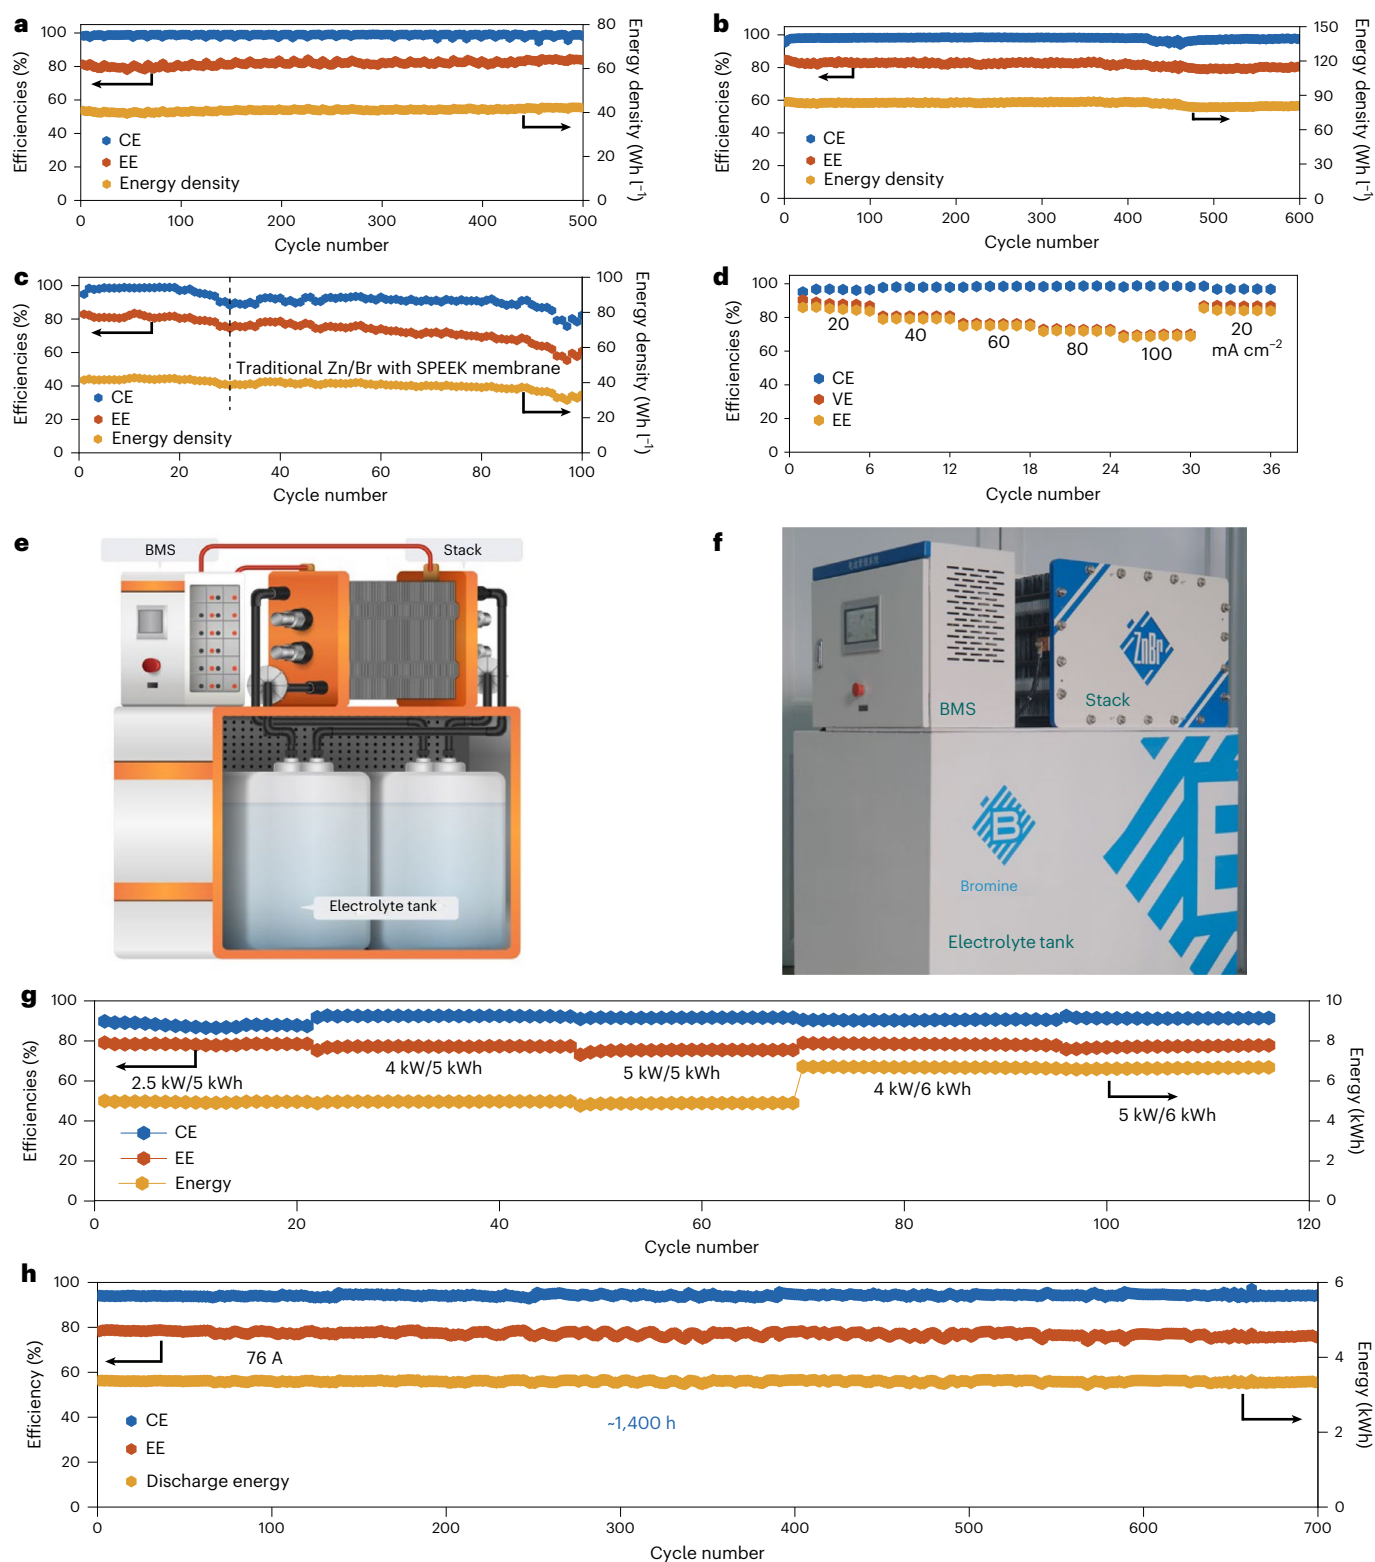 a
100
80
60
40
20
0
Efficiencies (%)
80
60
40
20
0
Energy density (Wh l⁻¹)
CE
EE
Energy density
0
100
200
300
400
500
Cycle number
b
100
80
60
40
20
0
Efficiencies (%)
150
120
90
60
30
0
Energy density (Wh l⁻¹)
CE
EE
Energy density
0
100
200
300
400
500
600
Cycle number
c
100
80
60
40
20
0
Efficiencies (%)
100
80
60
40
20
0
Energy density (Wh l⁻¹)
Traditional Zn/Br with SPEEK membrane
CE
EE
Energy density
0
20
40
60
80
100
Cycle number
d
100
80
60
40
20
0
Efficiencies (%)
20
40
60
80
100
20
mA cm⁻²
CE
VE
EE
0
6
12
18
24
30
36
Cycle number
e
BMS
Stack
Electrolyte tank
f
ZnBr
BMS
Stack
B
Bromine
Electrolyte tank
g
100
80
60
40
20
0
Efficiencies (%)
10
8
6
4
2
0
Energy (kWh)
2.5 kW/5 kWh
4 kW/5 kWh
5 kW/5 kWh
4 kW/6 kWh
5 kW/6 kWh
CE
EE
Energy
0
20
40
60
80
100
120
Cycle number
h
100
80
60
40
20
0
Efficiency (%)
6
4
2
0
Energy (kWh)
76 A
~1,400 h
CE
EE
Discharge energy
0
100
200
300
400
500
600
700
Cycle number